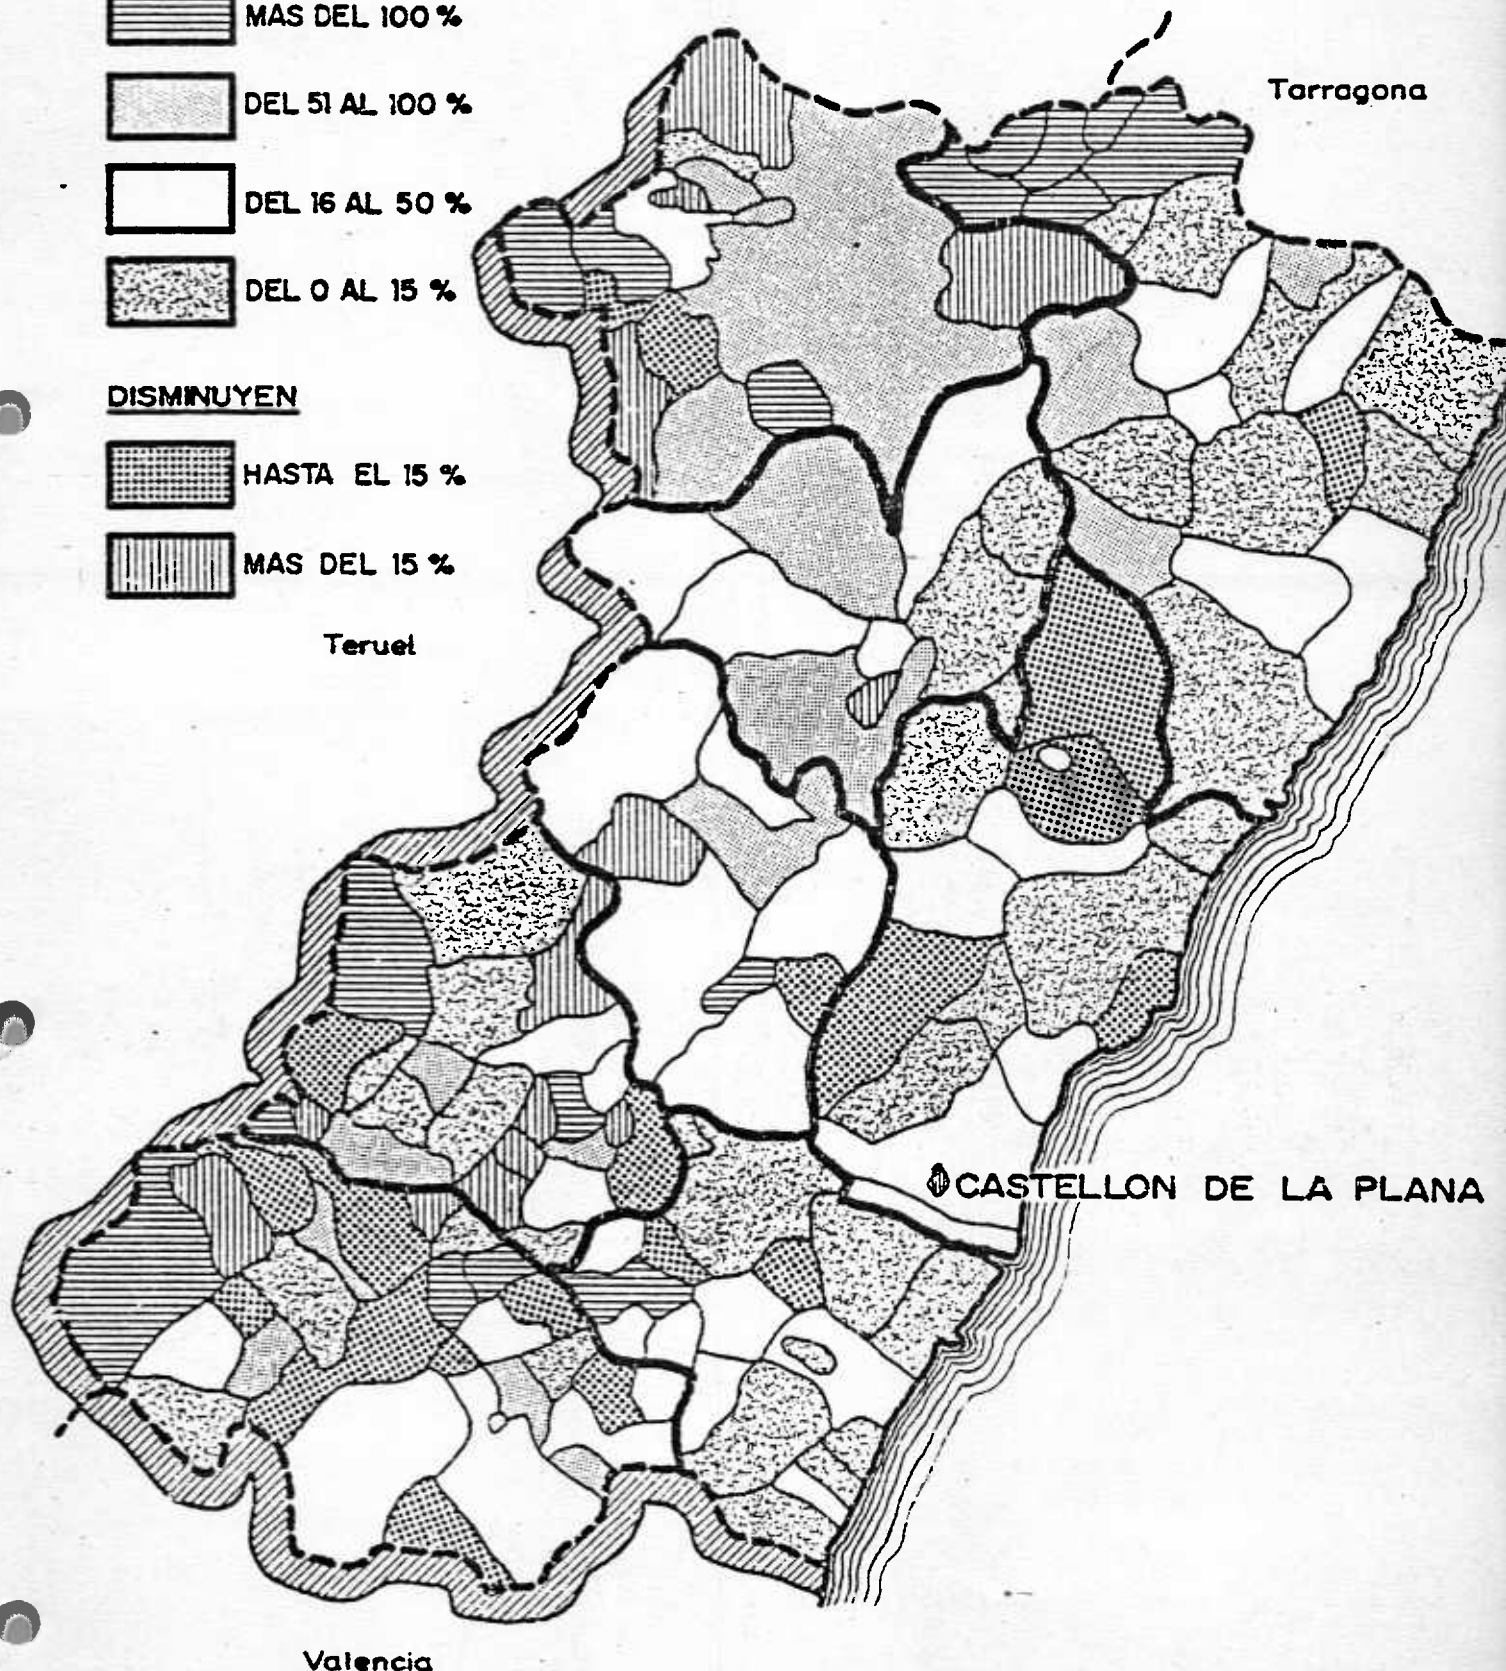 MAS DEL 100 %
DEL 51 AL 100 %
DEL 16 AL 50 %
DEL 0 AL 15 %
DISMINUYEN
HASTA EL 15 %
MAS DEL 15 %
Tarragona
Teruel
CASTELLON DE LA PLANA
Valencia